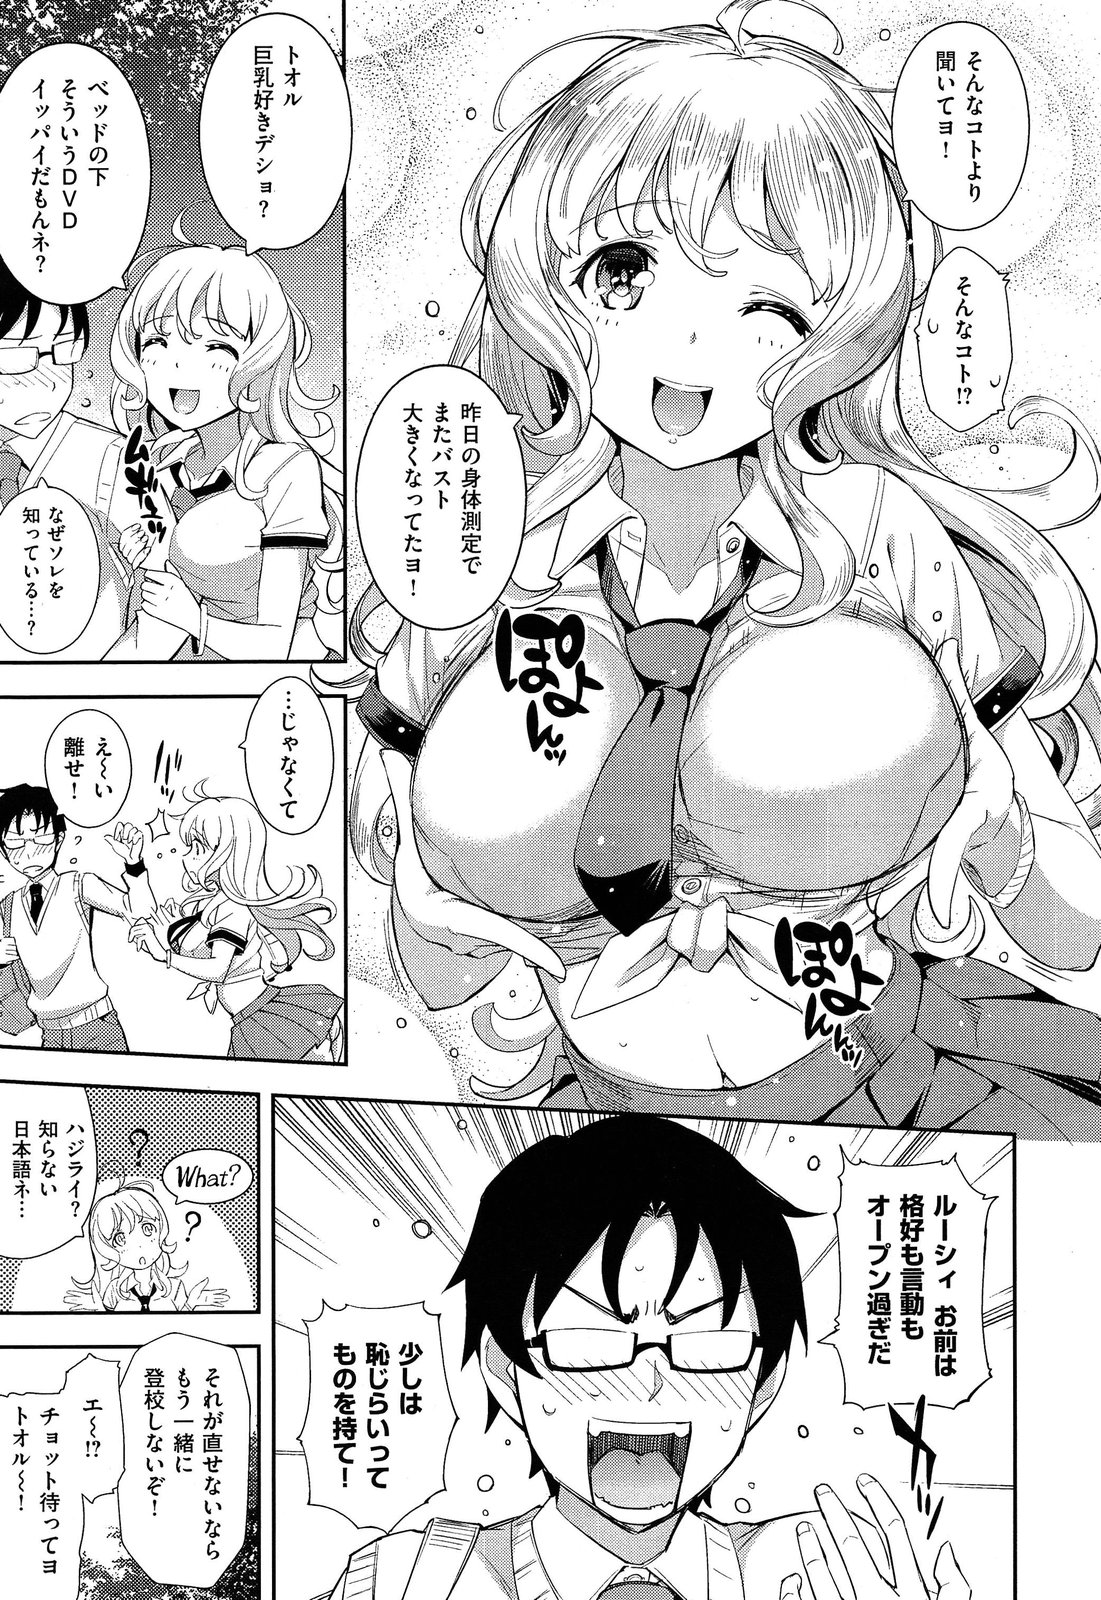 そんなコトより
聞いてヨ！
そんなコト!?
昨日の身体測定で
またバスト
大きくなってたヨ！
ぽよんッ
ぽよんんッ
トオル
巨乳好きデショ？
ベッドの下
そういうDVD
イッパイだもんネ？
ムギュッ
なぜソレを
知っている…？
…じゃなくて
え〜い
離せ！
ルーシィ お前は
格好も言動も
オープン過ぎだ
少しは
恥じらいって
ものを持て！
What?
？
？
ハジライ？
知らない
日本語ネ…
それが直せないなら
もう一緒に
登校しないぞ！
エ〜!?
チョット待ってヨ
トオル〜！